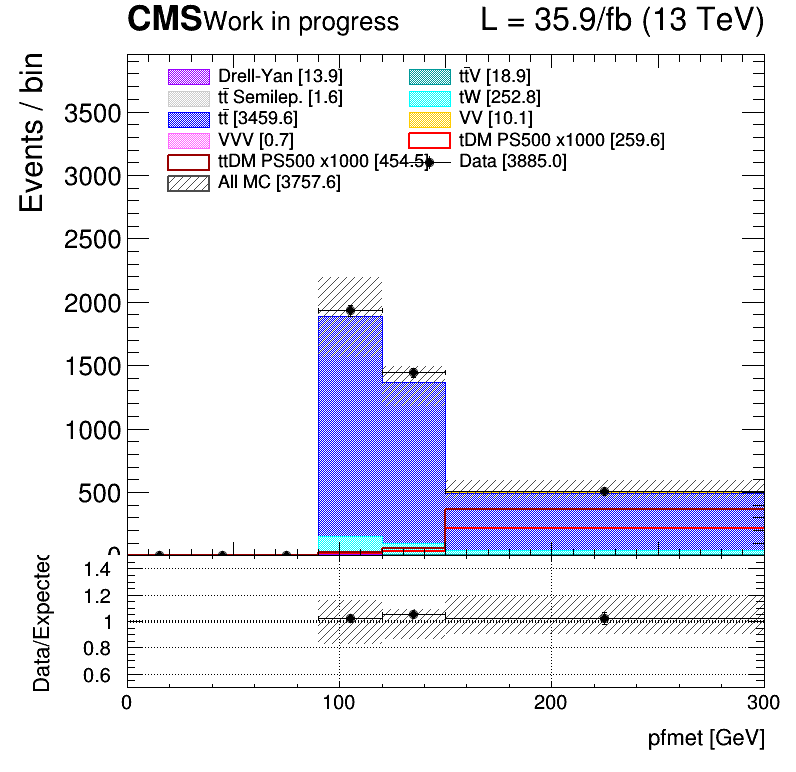 CMS Work in progress L = 35.9/fb (13 TeV)
Events / bin
Drell-Yan [13.9] tt̄V [18.9]
tt̄ Semilep. [1.6] tW [252.8]
tt̄ [3459.6] VV [10.1]
VVV [0.7] tDM PS500 x1000 [259.6]
ttDM PS500 x1000 [454.5] Data [3885.0]
All MC [3757.6]
3500
3000
2500
2000
1500
1000
500
0
Data/Expected
1.4
1.2
1
0.8
0.6
0 100 200 300
pfmet [GeV]